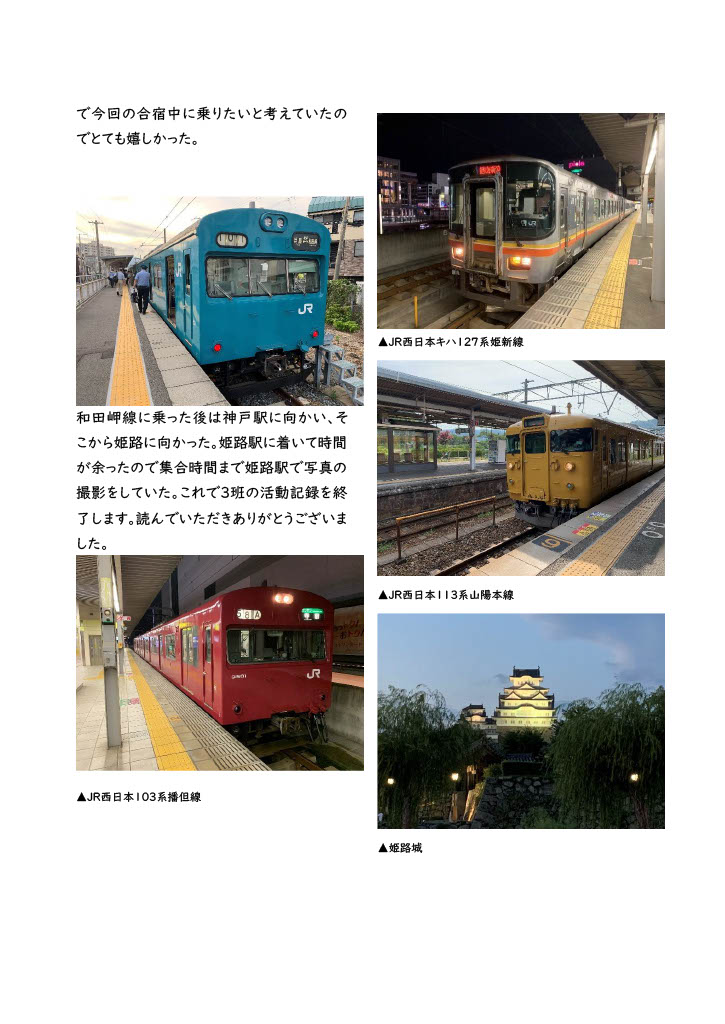 で今回の合宿中に乗りたいと考えていたの
でとても嬉しかった。
JR
JR
和田岬線に乗った後は神戸駅に向かい、そ
こから姫路に向かった。姫路駅に着いて時間
が余ったので集合時間まで姫路駅で写真の
撮影をしていた。これで3班の活動記録を終
了します。読んでいただきありがとうございま
した。
JR
▲JR西日本103系播但線
▲JR西日本キハ127系姫新線
9
▲JR西日本113系山陽本線
▲姫路城